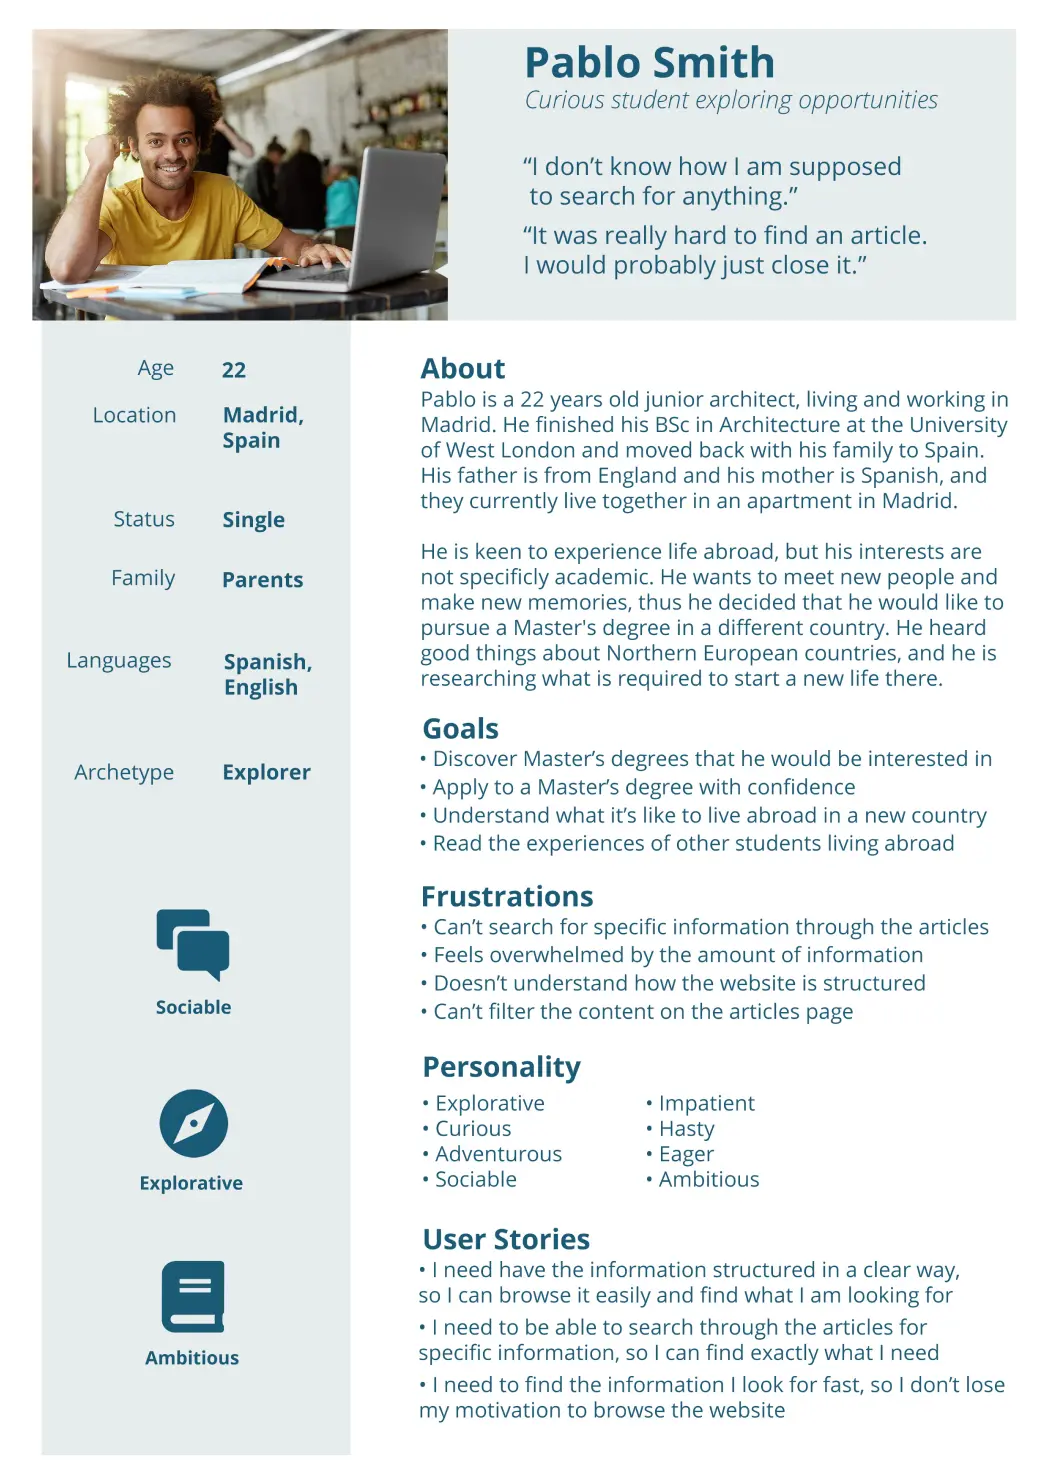 Pablo Smith
Curious student exploring opportunities
“I don’t know how I am supposed
to search for anything.”
“It was really hard to find an article.
I would probably just close it.”
Age 22
Location Madrid,
Spain
Status Single
Family Parents
Languages Spanish,
English
Archetype Explorer
Sociable
Explorative
Ambitious
About
Pablo is a 22 years old junior architect, living and working in
Madrid. He finished his BSc in Architecture at the University
of West London and moved back with his family to Spain.
His father is from England and his mother is Spanish, and
they currently live together in an apartment in Madrid.
He is keen to experience life abroad, but his interests are
not specificly academic. He wants to meet new people and
make new memories, thus he decided that he would like to
pursue a Master's degree in a different country. He heard
good things about Northern European countries, and he is
researching what is required to start a new life there.
Goals
• Discover Master’s degrees that he would be interested in
• Apply to a Master’s degree with confidence
• Understand what it’s like to live abroad in a new country
• Read the experiences of other students living abroad
Frustrations
• Can’t search for specific information through the articles
• Feels overwhelmed by the amount of information
• Doesn’t understand how the website is structured
• Can’t filter the content on the articles page
Personality
• Explorative
• Curious
• Adventurous
• Sociable
• Impatient
• Hasty
• Eager
• Ambitious
User Stories
• I need have the information structured in a clear way,
so I can browse it easily and find what I am looking for
• I need to be able to search through the articles for
specific information, so I can find exactly what I need
• I need to find the information I look for fast, so I don’t lose
my motivation to browse the website